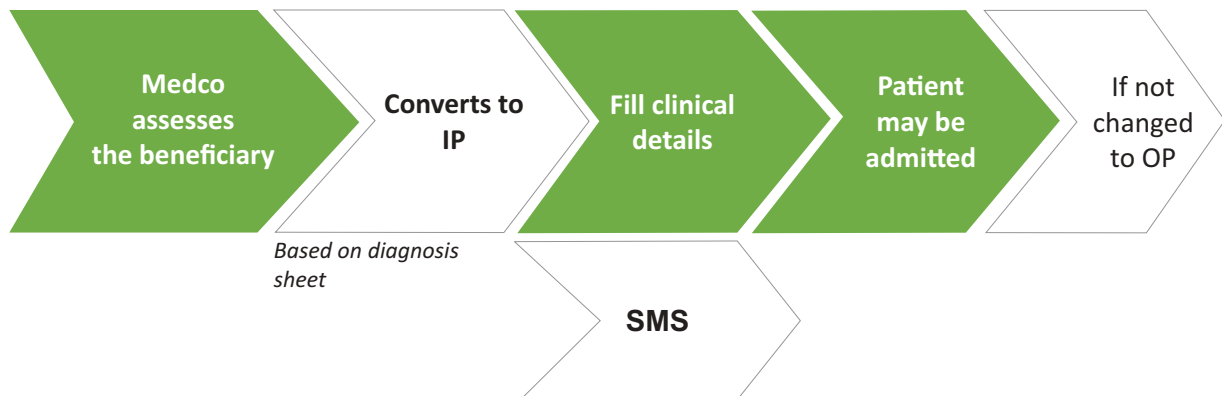 Medco
assesses
the beneficiary
Converts to
IP
Based on diagnosis
sheet
Fill clinical
details
SMS
Patient
may be
admitted
If not
changed
to OP